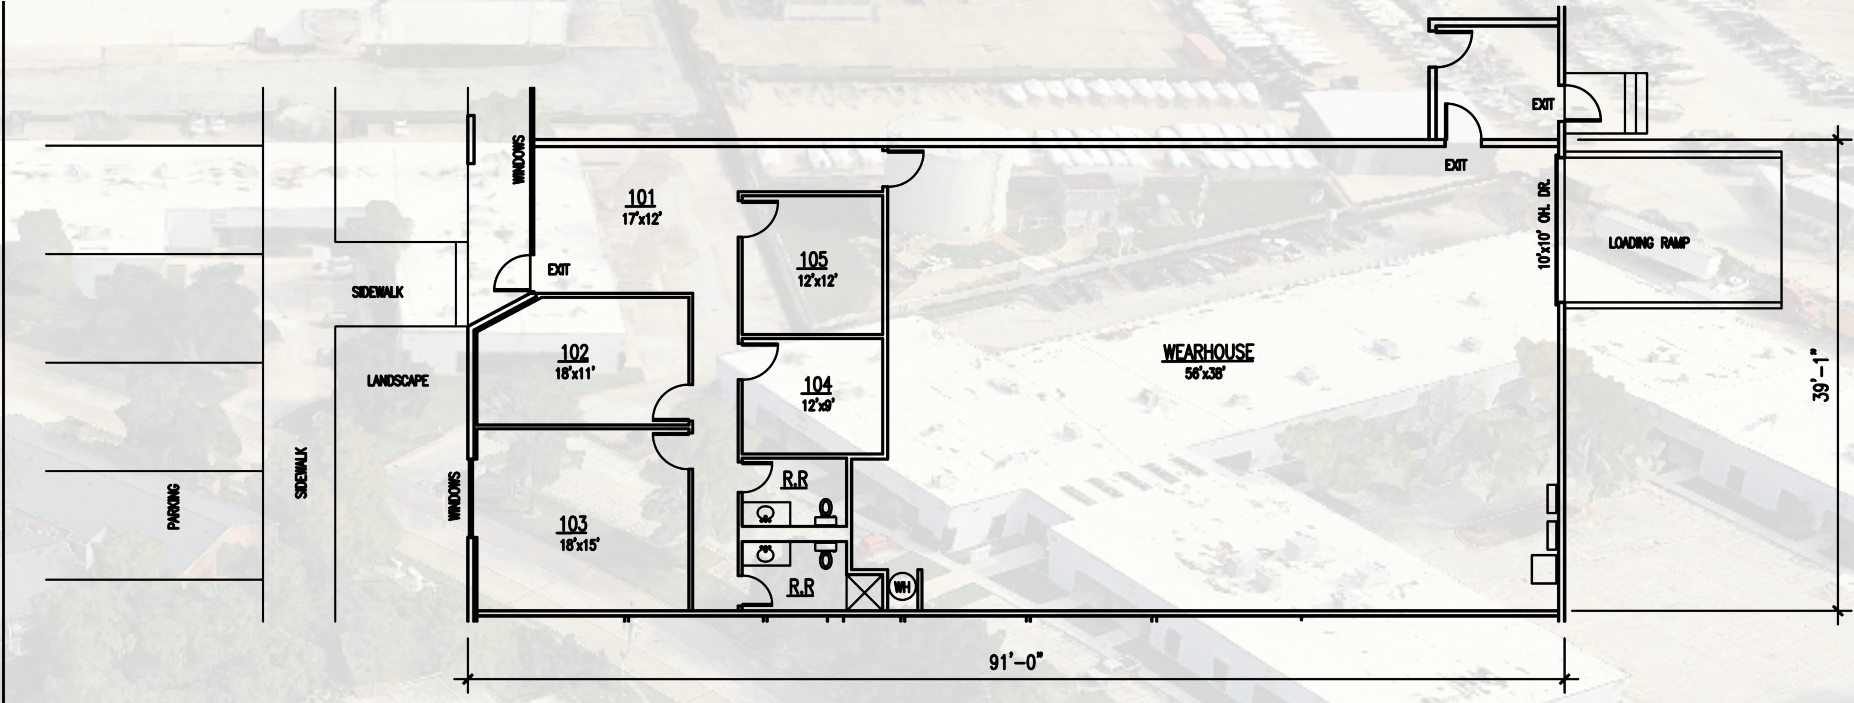 EXIT
WINDOWS
EXIT
101
17'x12'
10'x10' OH. DR.
LOADING RAMP
105
12'x12'
EXIT
SIDEWALK
102
18'x11'
WEARHOUSE
56'x38'
LANDSCAPE
104
12'x9'
39'-1"
SIDEWALK
WINDOWS
PARKING
R.R
103
18'x15'
R.R
WH
91'-0"